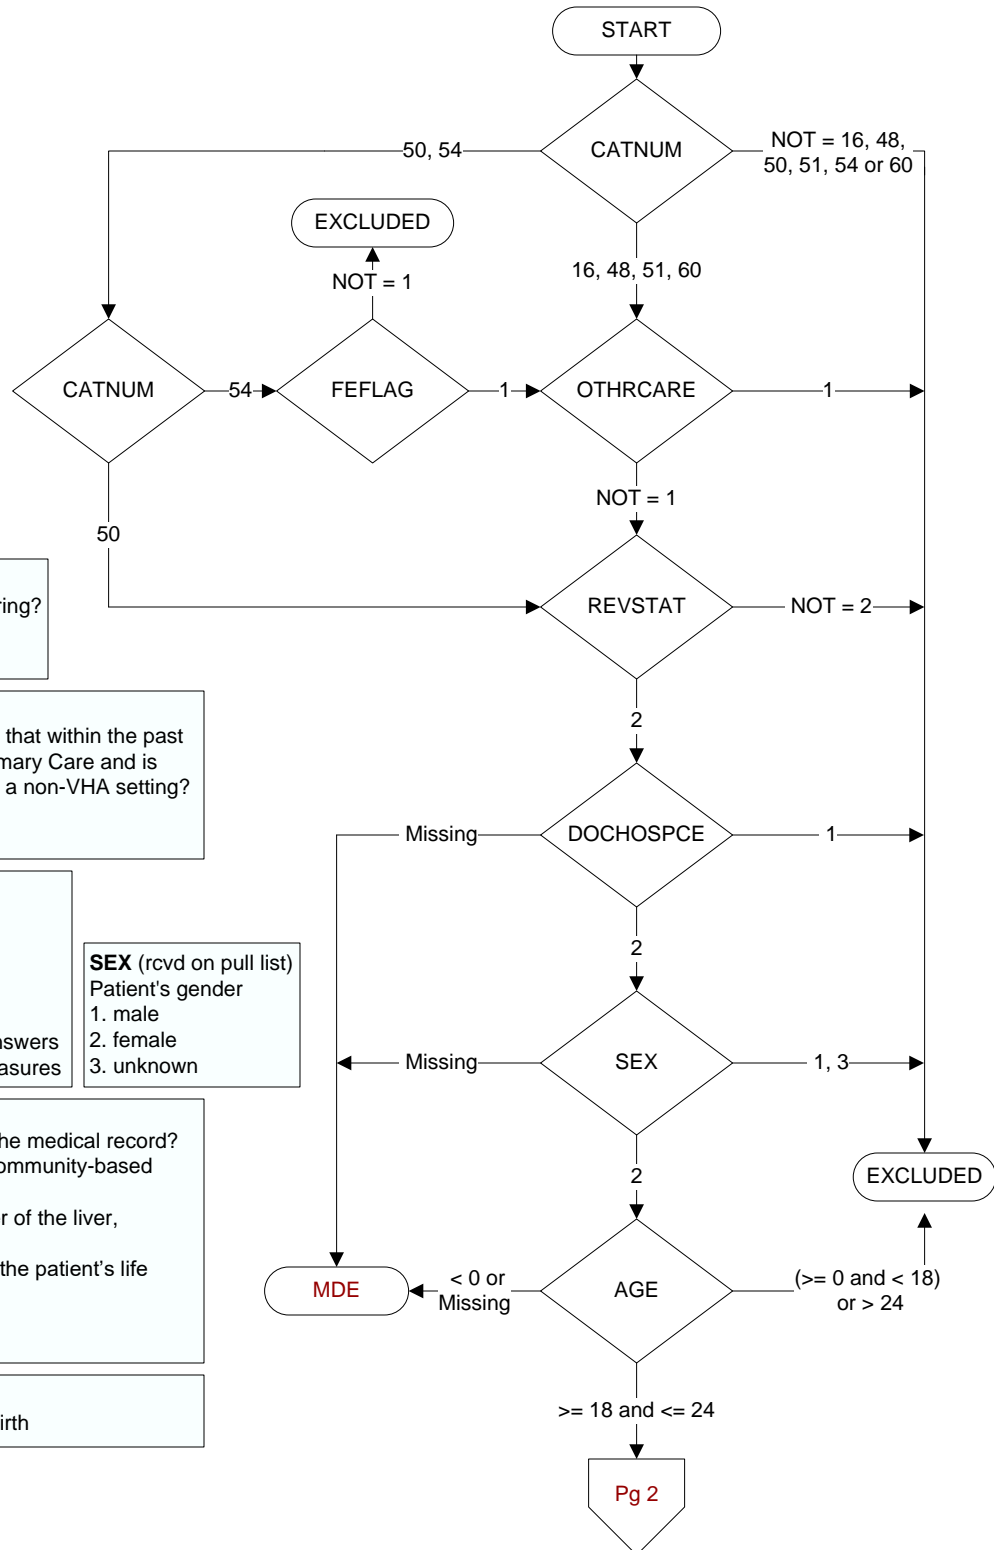 START
CATNUM
50, 54
NOT = 16, 48,
50, 51, 54 or 60
EXCLUDED
NOT = 1
16, 48, 51, 60
CATNUM
54
FEFLAG
1
OTHRCARE
1
50
NOT = 1
REVSTAT
NOT = 2
2
DOCHOSPCE
Missing
1
2
SEX
Missing
1, 3
2
EXCLUDED
AGE
MDE
< 0 or
Missing
(>= 0 and < 18)
or > 24
>= 18 and <= 24
Pg 2
ring?
that within the past
mary Care and is
a non-VHA setting?
nswers
asures
SEX (rcvd on pull list)
Patient's gender
1. male
2. female
3. unknown
he medical record?
ommunity-based
r of the liver,
the patient’s life
irth